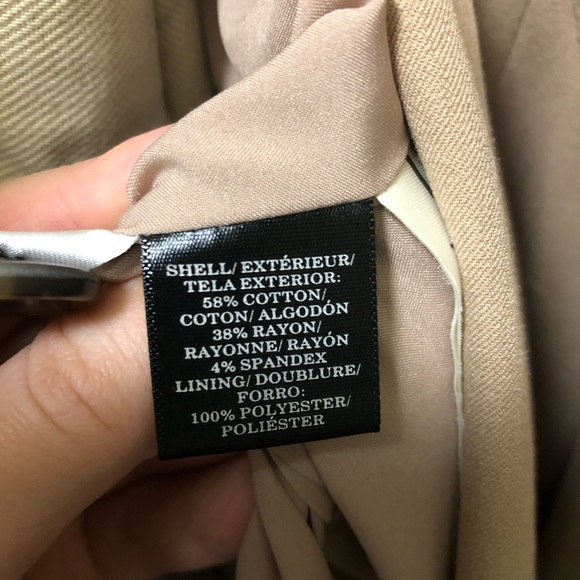 SHELL/ EXTÉRIEUR/
TELA EXTERIOR:
58% COTTON/
COTON/ ALGODÓN
38% RAYON/
RAYONNE/ RAYÓN
4% SPANDEX
LINING/ DOUBLURE/
FORRO:
100% POLYESTER/
POLIÉSTER